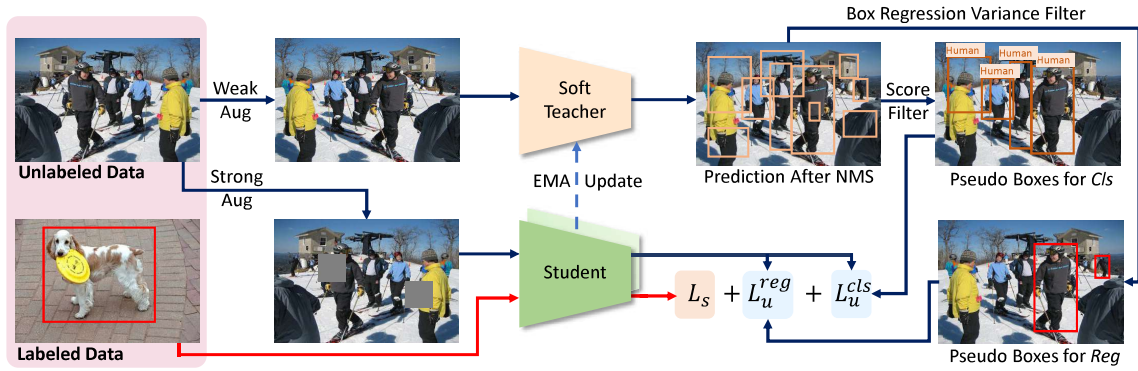 Box Regression Variance Filter
Weak
Aug
Soft
Teacher
Score
Filter
Human
Human
Human
Human
Unlabeled Data
Prediction After NMS
Pseudo Boxes for Cls
Strong
Aug
EMA Update
Student
L_s + L_u^{reg} + L_u^{cls}
Labeled Data
Pseudo Boxes for Reg